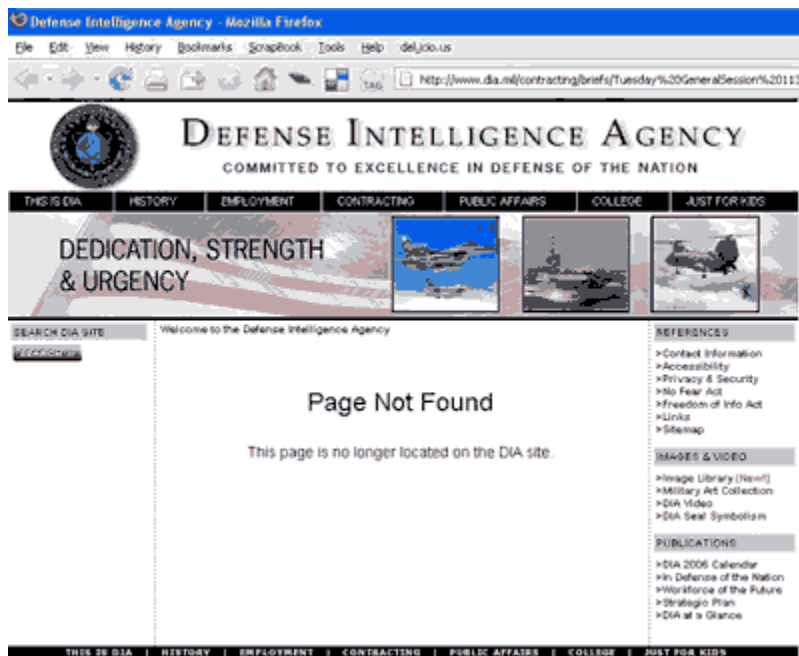 Defense Intelligence Agency - Mozilla Firefox
File Edit View History Bookmarks ScrapBook Tools Help del.icio.us
TAG http://www.dia.mil/contracting/briefs/Tuesday%20GeneralSession%20113
DEFENSE INTELLIGENCE AGENCY
COMMITTED TO EXCELLENCE IN DEFENSE OF THE NATION
THIS IS DIA HISTORY EMPLOYMENT CONTRACTING PUBLIC AFFAIRS COLLEGE JUST FOR KIDS
DEDICATION, STRENGTH
& URGENCY
SEARCH DIA SITE
Welcome to the Defense Intelligence Agency
Page Not Found
This page is no longer located on the DIA site.
REFERENCES
>Contact Information
>Accessibility
>Privacy & Security
>No Fear Act
>Freedom of Info Act
>Links
>Sitemap
IMAGES & VIDEO
>Image Library (New!)
>Military Art Collection
>DIA Video
>DIA Seal Symbolism
PUBLICATIONS
>DIA 2006 Calendar
>In Defense of the Nation
>Workforce of the Future
>Strategic Plan
>DIA at a Glance
THIS IS DIA | HISTORY | EMPLOYMENT | CONTRACTING | PUBLIC AFFAIRS | COLLEGE | JUST FOR KIDS